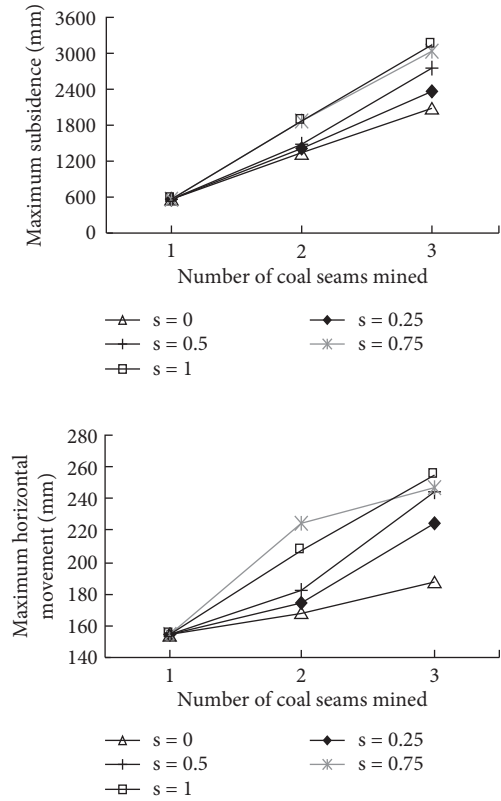 3600
3000
2400
1800
1200
600
0
Maximum subsidence (mm)
1 2 3
Number of coal seams mined
s = 0 s = 0.25
s = 0.5 s = 0.75
s = 1
280
260
240
220
200
180
160
140
Maximum horizontal
movement (mm)
1 2 3
Number of coal seams mined
s = 0 s = 0.25
s = 0.5 s = 0.75
s = 1